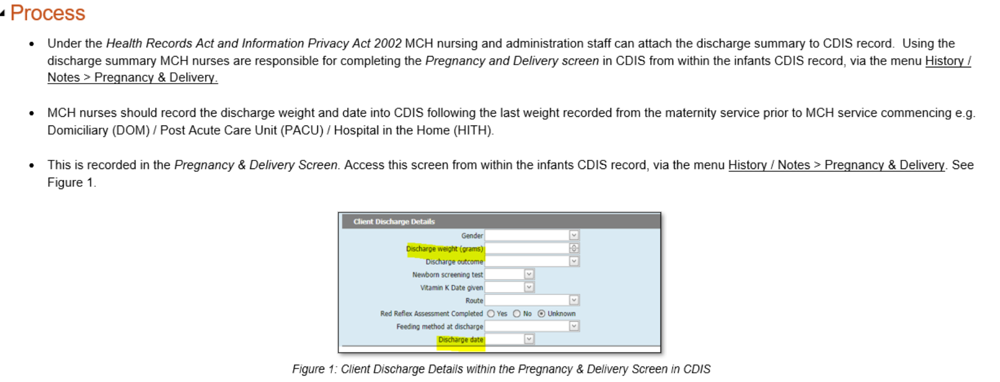 Process
• Under the Health Records Act and Information Privacy Act 2002 MCH nursing and administration staff can attach the discharge summary to CDIS record.  Using the
discharge summary MCH nurses are responsible for completing the Pregnancy and Delivery screen in CDIS from within the infants CDIS record, via the menu History /
Notes > Pregnancy & Delivery.
• MCH nurses should record the discharge weight and date into CDIS following the last weight recorded from the maternity service prior to MCH service commencing e.g.
Domiciliary (DOM) / Post Acute Care Unit (PACU) / Hospital in the Home (HITH).
• This is recorded in the Pregnancy & Delivery Screen. Access this screen from within the infants CDIS record, via the menu History / Notes > Pregnancy & Delivery. See
Figure 1.
Client Discharge Details
Gender
Discharge weight (grams)
Discharge outcome
Newborn screening test
Vitamin K Date given
Route
Red Reflex Assessment Completed Yes No Unknown
Feeding method at discharge
Discharge date
Figure 1: Client Discharge Details within the Pregnancy & Delivery Screen in CDIS